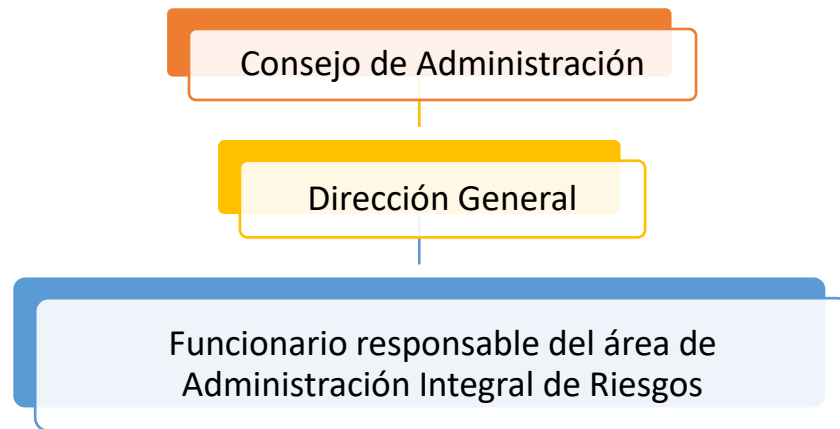 Consejo de Administración
Dirección General
Funcionario responsable del área de
Administración Integral de Riesgos